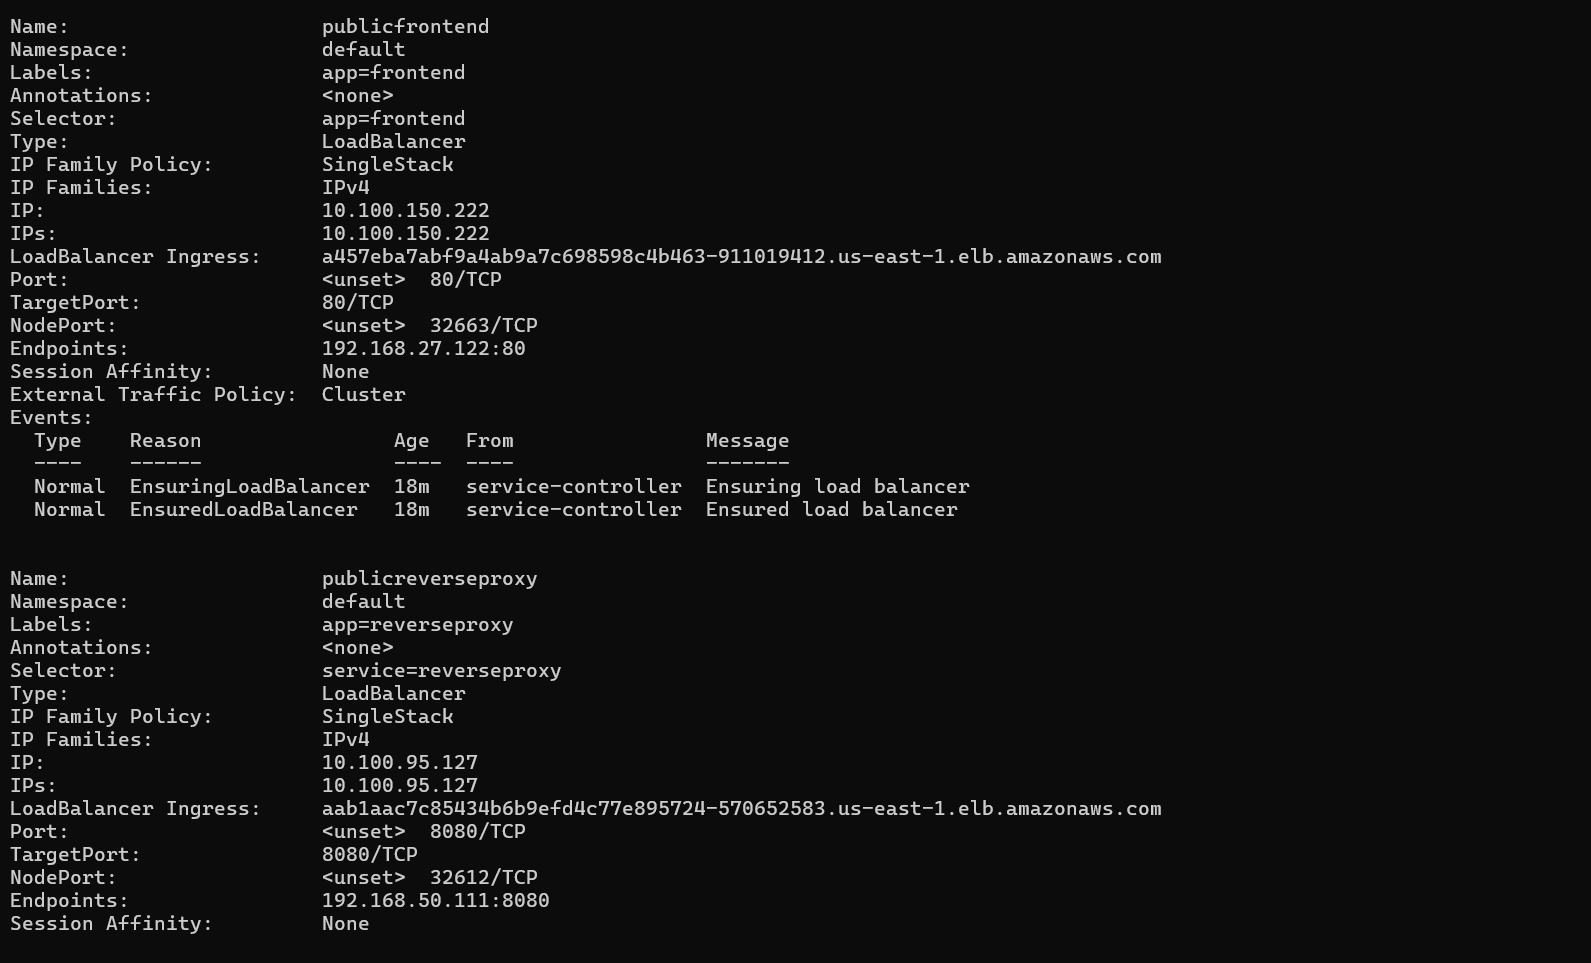 Name:                     publicfrontend
Namespace:                default
Labels:                   app=frontend
Annotations:              <none>
Selector:                 app=frontend
Type:                     LoadBalancer
IP Family Policy:         SingleStack
IP Families:              IPv4
IP:                       10.100.150.222
IPs:                      10.100.150.222
LoadBalancer Ingress:     a457eba7abf9a4ab9a7c698598c4b463-911019412.us-east-1.elb.amazonaws.com
Port:                     <unset>  80/TCP
TargetPort:               80/TCP
NodePort:                 <unset>  32663/TCP
Endpoints:                192.168.27.122:80
Session Affinity:         None
External Traffic Policy:  Cluster
Events:
  Type    Reason                Age   From                Message
  ----    ------                ----  ----                -------
  Normal  EnsuringLoadBalancer  18m   service-controller  Ensuring load balancer
  Normal  EnsuredLoadBalancer   18m   service-controller  Ensured load balancer
Name:                     publicreverseproxy
Namespace:                default
Labels:                   app=reverseproxy
Annotations:              <none>
Selector:                 service=reverseproxy
Type:                     LoadBalancer
IP Family Policy:         SingleStack
IP Families:              IPv4
IP:                       10.100.95.127
IPs:                      10.100.95.127
LoadBalancer Ingress:     aab1aac7c85434b6b9efd4c77e895724-570652583.us-east-1.elb.amazonaws.com
Port:                     <unset>  8080/TCP
TargetPort:               8080/TCP
NodePort:                 <unset>  32612/TCP
Endpoints:                192.168.50.111:8080
Session Affinity:         None